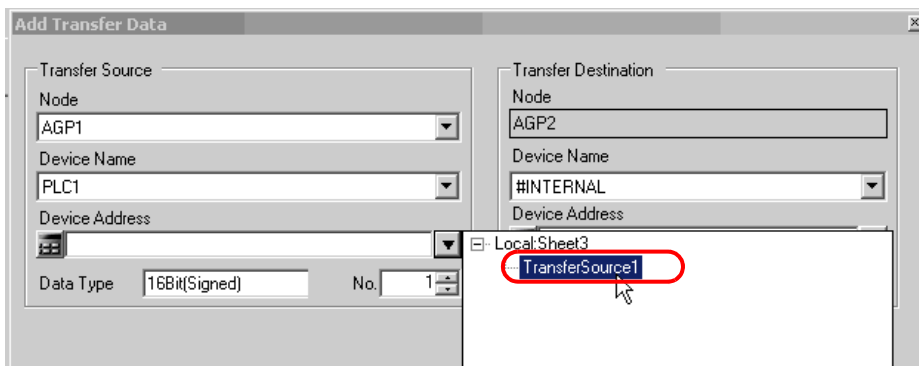 Add Transfer Data
Transfer Source
Node
AGP1
Device Name
PLC1
Device Address
Data Type 16Bit(Signed) No. 1
Transfer Destination
Node
AGP2
Device Name
#INTERNAL
Device Address
Local:Sheet3
TransferSource1